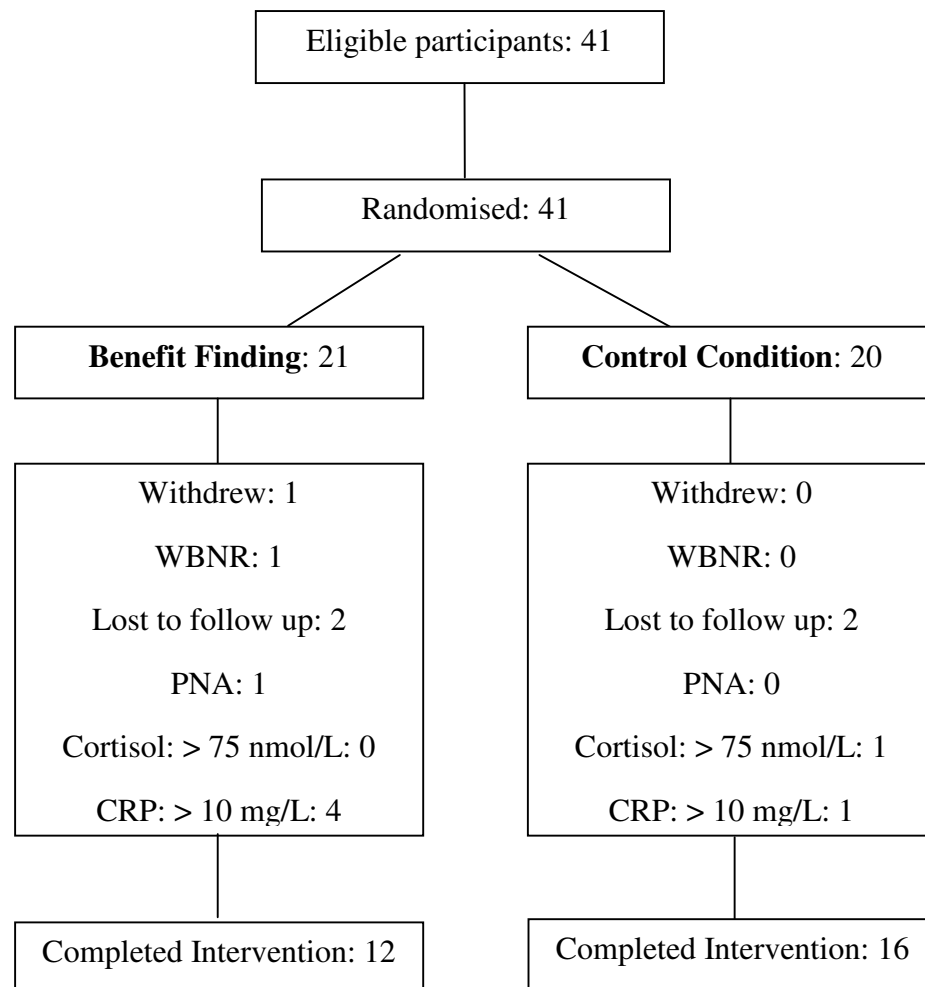 Eligible participants: 41
Randomised: 41
Benefit Finding: 21
Control Condition: 20
Withdrew: 1
WBNR: 1
Lost to follow up: 2
PNA: 1
Cortisol: > 75 nmol/L: 0
CRP: > 10 mg/L: 4
Withdrew: 0
WBNR: 0
Lost to follow up: 2
PNA: 0
Cortisol: > 75 nmol/L: 1
CRP: > 10 mg/L: 1
Completed Intervention: 12
Completed Intervention: 16